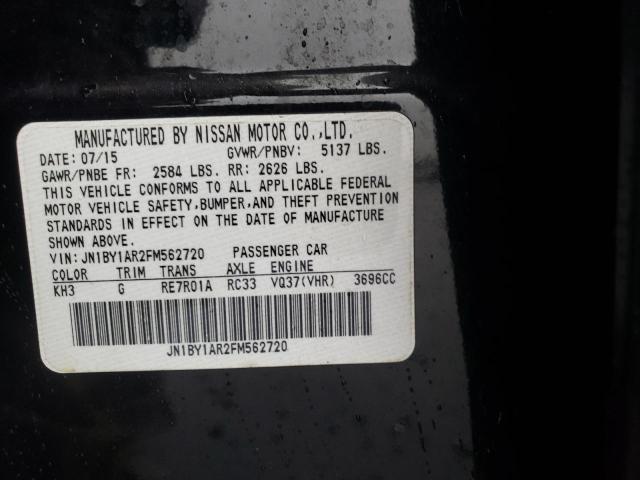 MANUFACTURED BY NISSAN MOTOR CO.,LTD.
DATE: 07/15 GVWR/PNBV: 5137 LBS.
GAWR/PNBE FR: 2584 LBS. RR: 2626 LBS.
THIS VEHICLE CONFORMS TO ALL APPLICABLE FEDERAL
MOTOR VEHICLE SAFETY,BUMPER,AND THEFT PREVENTION
STANDARDS IN EFFECT ON THE DATE OF MANUFACTURE
SHOWN ABOVE.
VIN: JN1BY1AR2FM562720 PASSENGER CAR
COLOR TRIM TRANS AXLE ENGINE
KH3 G RE7R01A RC33 VQ37(VHR) 3696CC
JN1BY1AR2FM562720